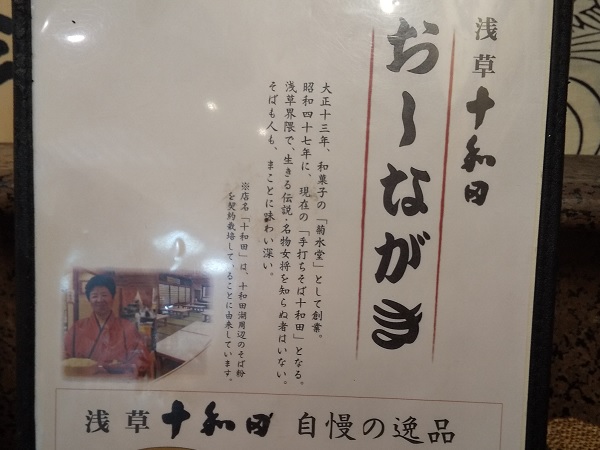 浅草十和田
おーながき
大正十三年、和菓子の「菊水堂」として創業。
昭和四十七年に、現在の「手打ちそば十和田」となる。
浅草界隈で、生きる伝説・名物女将を知らぬ者はいない。
そばも人も、まことに味わい深い。
※店名「十和田」は、十和田湖周辺のそば粉
を契約栽培していることに由来しています。
浅草十和田 自慢の逸品